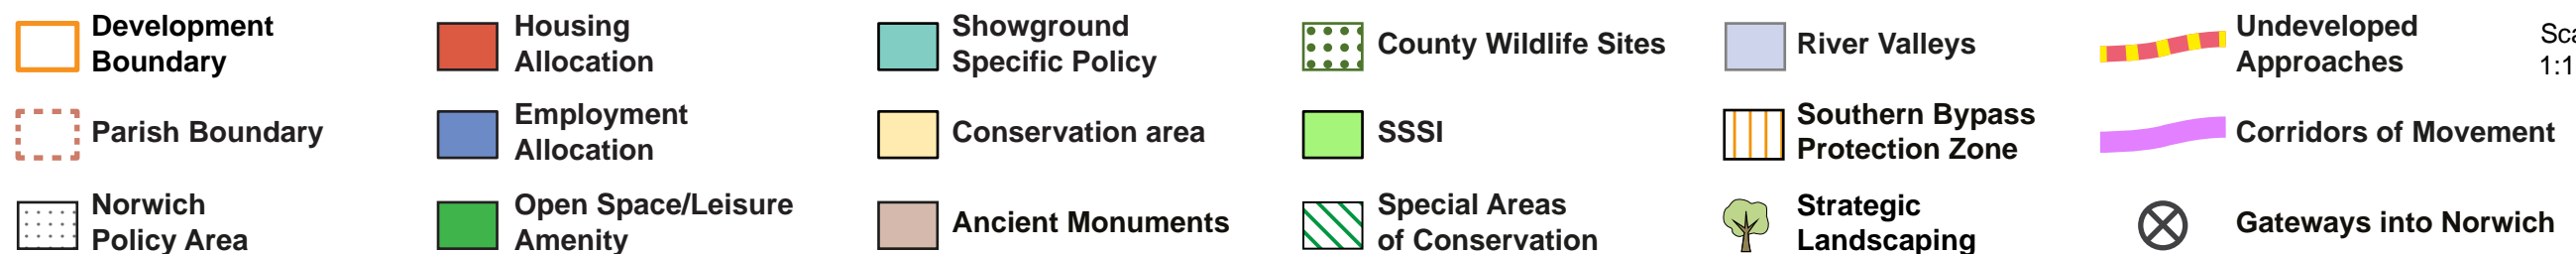 Development
Boundary
Housing
Allocation
Showground
Specific Policy
County Wildlife Sites
River Valleys
Undeveloped
Approaches
1:1
Parish Boundary
Employment
Allocation
Conservation area
SSSI
Southern Bypass
Protection Zone
Corridors of Movement
Norwich
Policy Area
Open Space/Leisure
Amenity
Ancient Monuments
Special Areas
of Conservation
Strategic
Landscaping
Gateways into Norwich